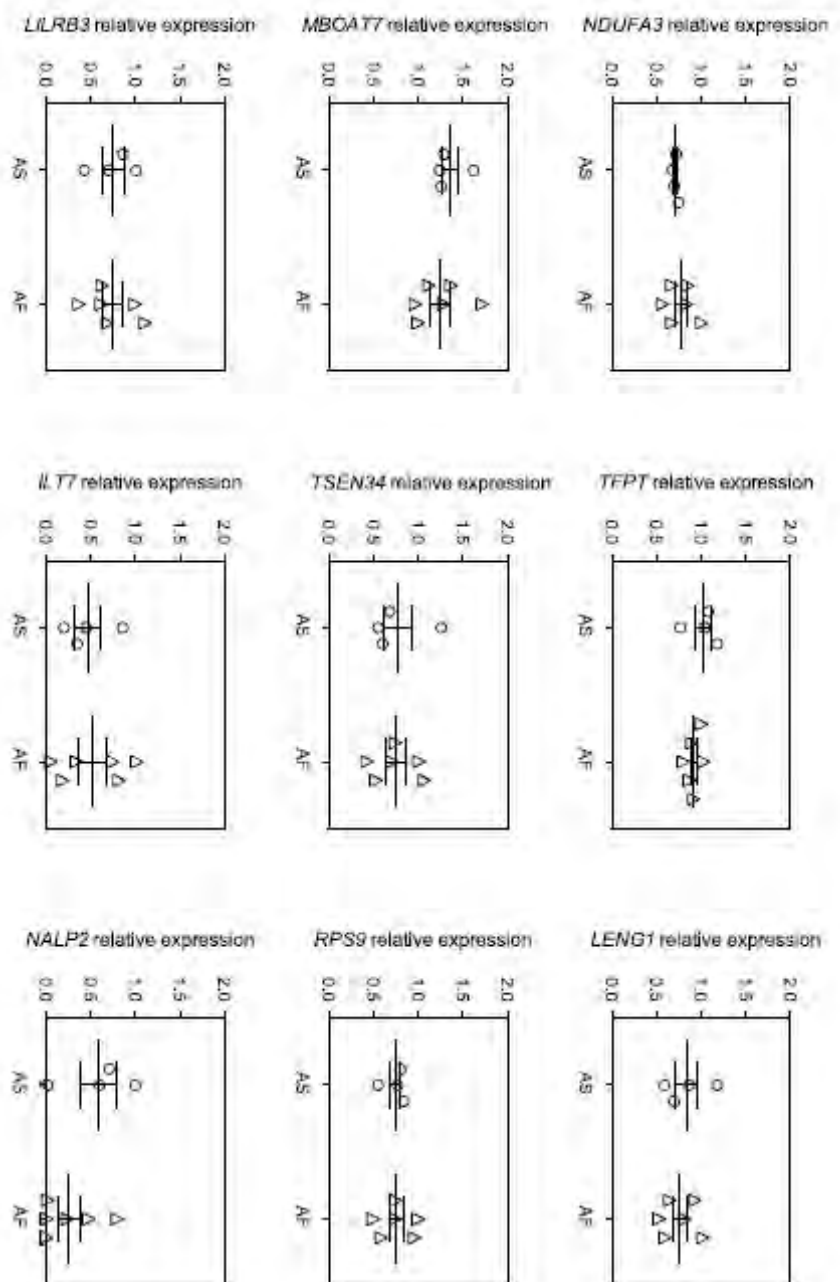 NDUFA3 relative expression
2.0
1.5
1.0
0.5
0.0
AS
AF
TFPT relative expression
2.0
1.5
1.0
0.5
0.0
AS
AF
LENG1 relative expression
2.0
1.5
1.0
0.5
0.0
AS
AF
MBOAT7 relative expression
2.0
1.5
1.0
0.5
0.0
AS
AF
TSEN34 relative expression
2.0
1.5
1.0
0.5
0.0
AS
AF
RPS9 relative expression
2.0
1.5
1.0
0.5
0.0
AS
AF
LILRB3 relative expression
2.0
1.5
1.0
0.5
0.0
AS
AF
ILT7 relative expression
2.0
1.5
1.0
0.5
0.0
AS
AF
NALP2 relative expression
2.0
1.5
1.0
0.5
0.0
AS
AF